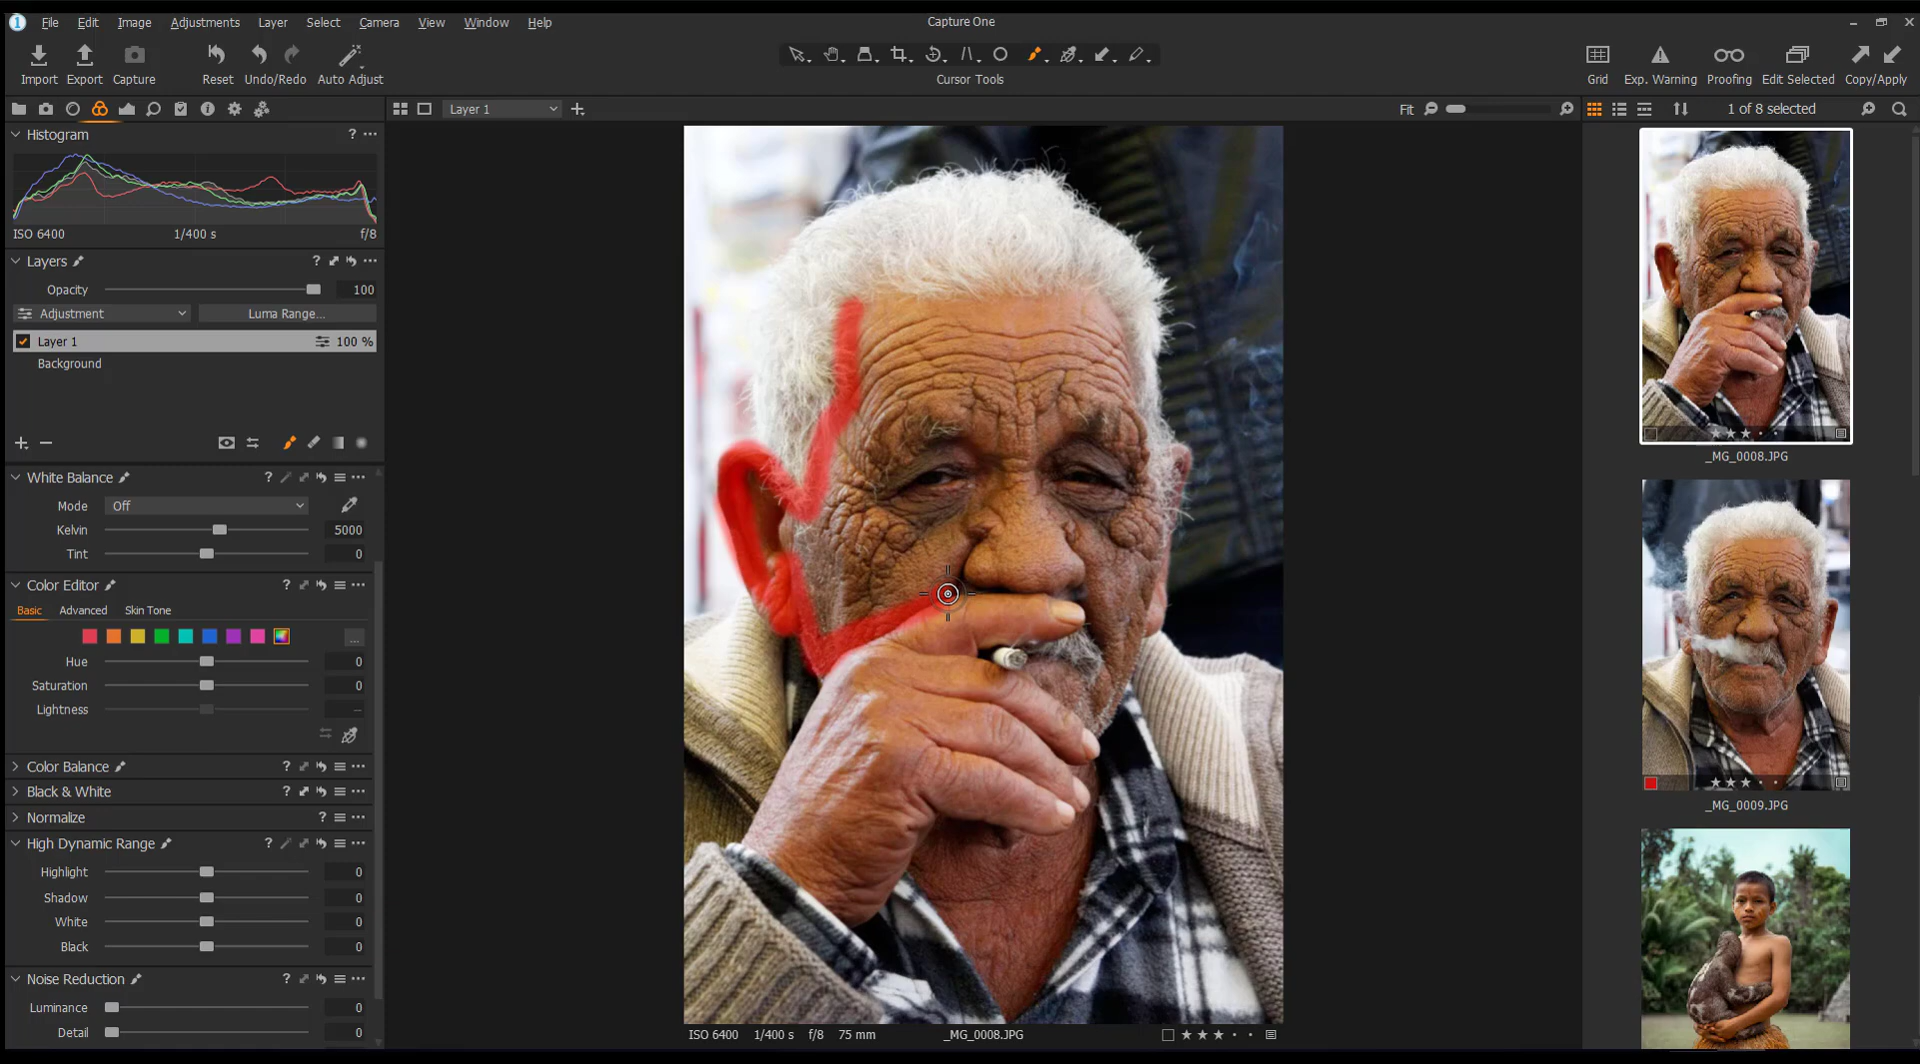 1 File Edit Image Adjustments Layer Select Camera View Window Help
Capture One
Import Export Capture Reset Undo/Redo Auto Adjust
Cursor Tools
Grid Exp. Warning Proofing Edit Selected Copy/Apply
Layer 1
Fit
1 of 8 selected
Histogram ? ...
ISO 6400 1/400 s f/8
Layers ? ...
Opacity 100
Adjustment Luma Range...
Layer 1 100 %
Background
White Balance ? ...
Mode Off
Kelvin 5000
Tint 0
Color Editor ? ...
Basic Advanced Skin Tone
...
Hue 0
Saturation 0
Lightness --
Color Balance ? ...
Black & White ? ...
Normalize ? ...
High Dynamic Range ? ...
Highlight 0
Shadow 0
White 0
Black 0
Noise Reduction ? ...
Luminance 0
Detail 0
ISO 6400 1/400 s f/8 75 mm _MG_0008.JPG
_MG_0008.JPG
_MG_0009.JPG